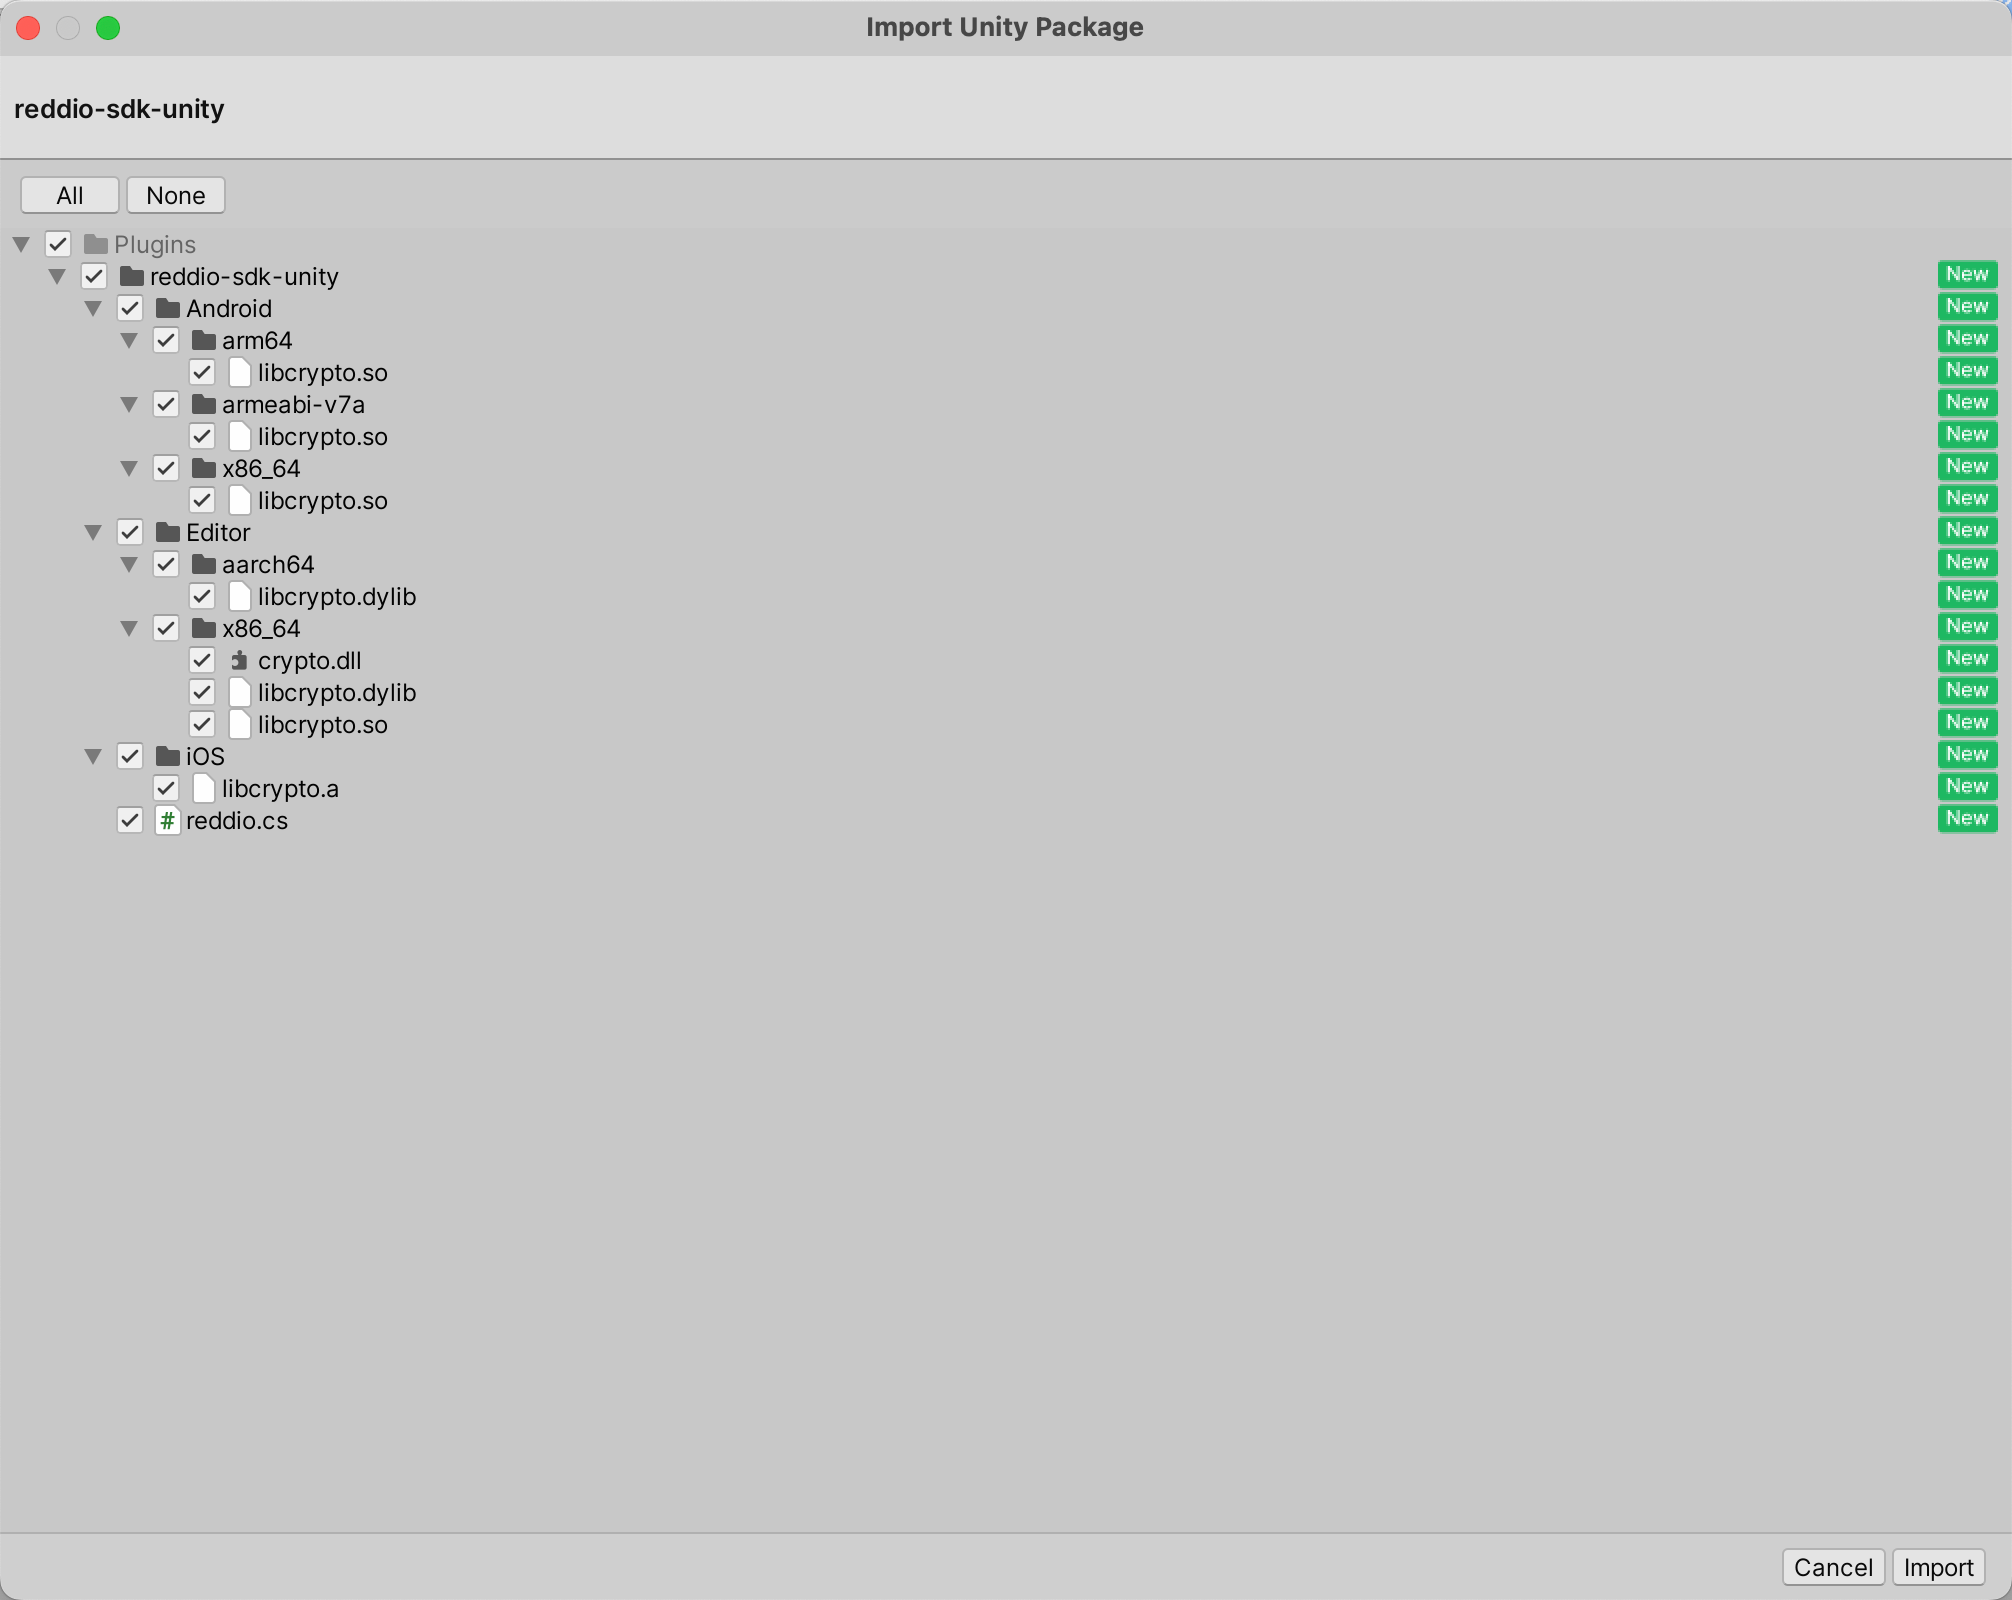 Import Unity Package
reddio-sdk-unity
All None
Plugins
reddio-sdk-unity New
Android New
arm64 New
libcrypto.so New
armeabi-v7a New
libcrypto.so New
x86_64 New
libcrypto.so New
Editor New
aarch64 New
libcrypto.dylib New
x86_64 New
crypto.dll New
libcrypto.dylib New
libcrypto.so New
iOS New
libcrypto.a New
# reddio.cs New
Cancel Import